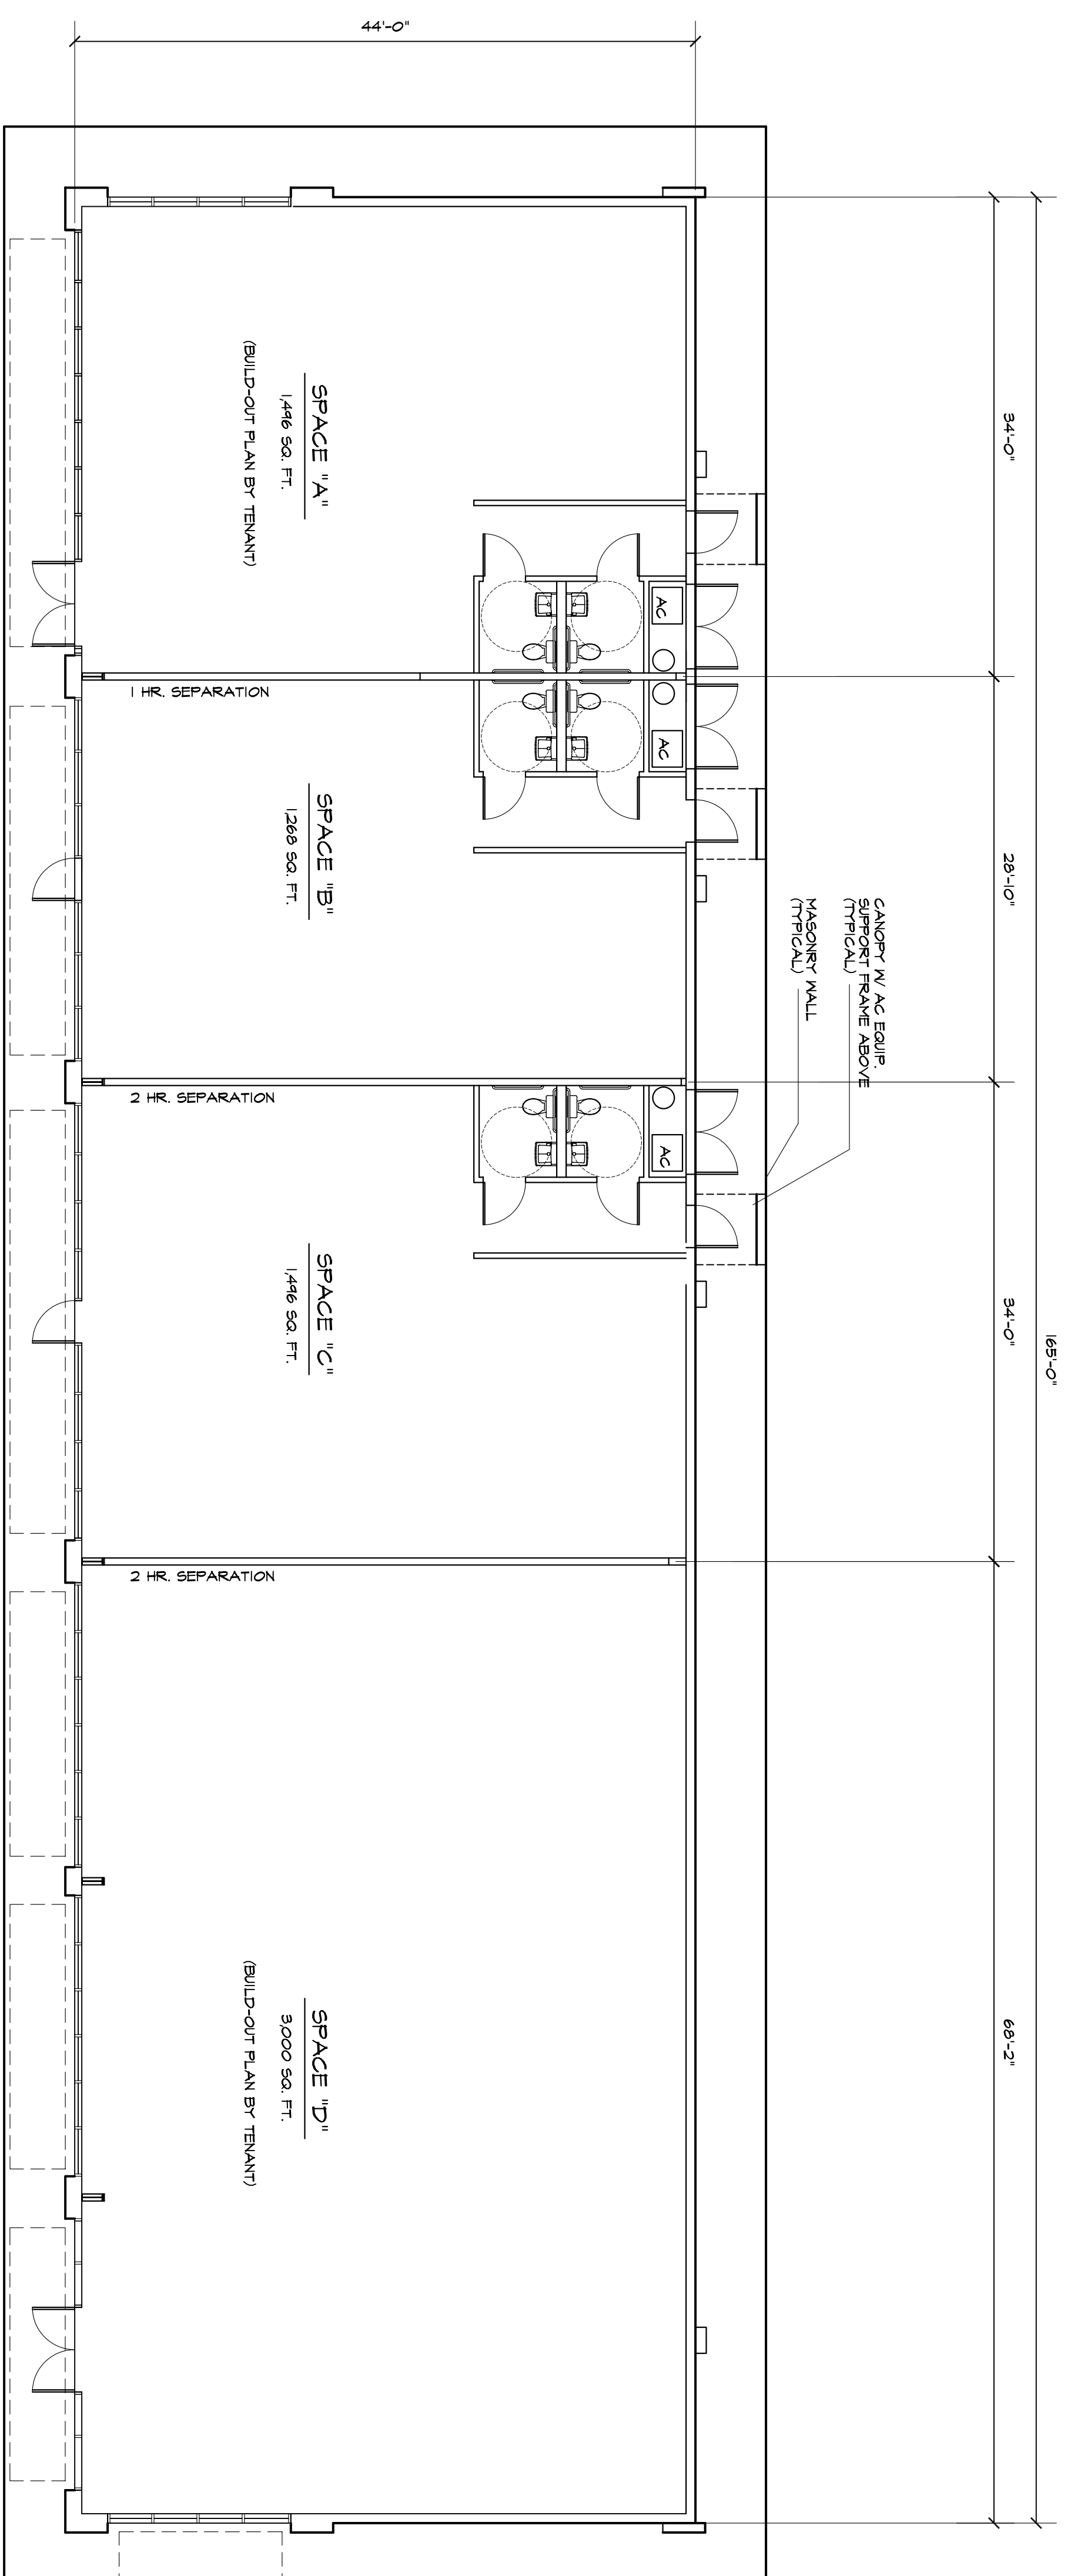 44'-0"
165'-0"
34'-0"
28'-10"
34'-0"
68'-2"
CANOPY W/ AC EQUIP.
SUPPORT FRAME ABOVE
(TYPICAL)
MASONRY WALL
(TYPICAL)
AC
AC
AC
SPACE "A"
1,496 SQ. FT.
(BUILD-OUT PLAN BY TENANT)
1 HR. SEPARATION
SPACE "B"
1,268 SQ. FT.
2 HR. SEPARATION
SPACE "C"
1,496 SQ. FT.
2 HR. SEPARATION
SPACE "D"
3,000 SQ. FT.
(BUILD-OUT PLAN BY TENANT)